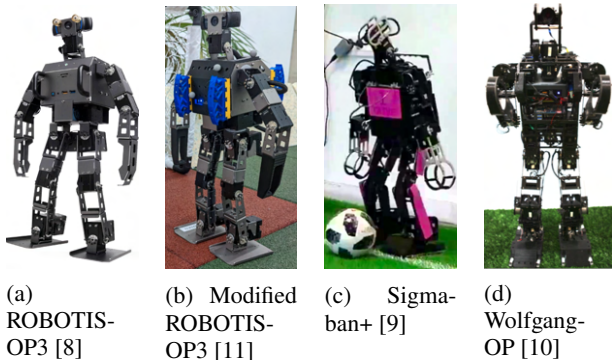 (a)
ROBOTIS-
OP3 [8]
(b) Modified
ROBOTIS-
OP3 [11]
(c) Sigma-
ban+ [9]
(d)
Wolfgang-
OP [10]